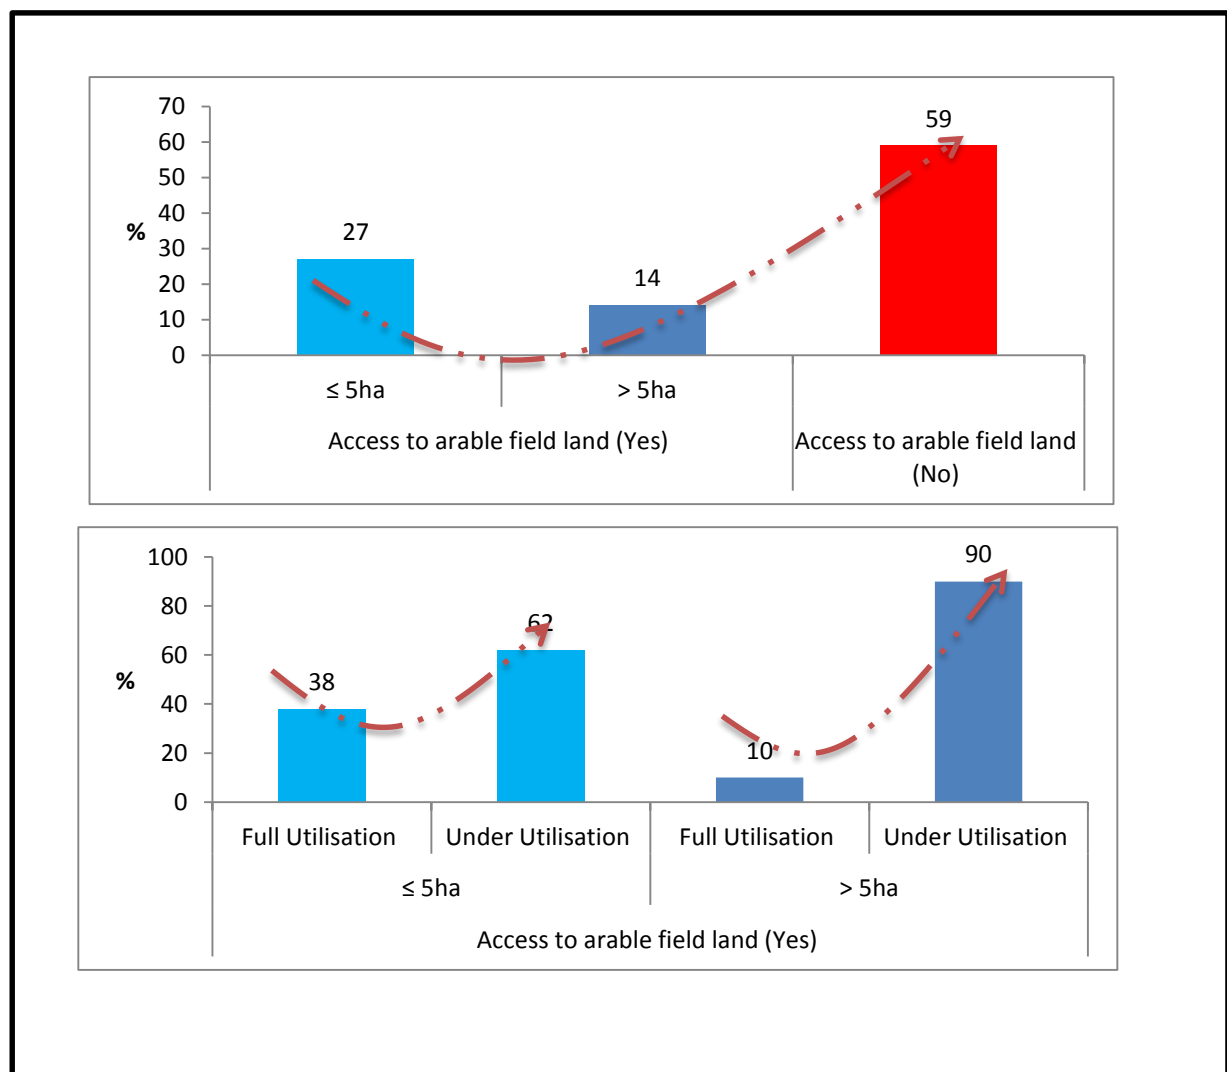 70
60
50
40
30
20
10
0
%
27
14
59
≤ 5ha
> 5ha
Access to arable field land (Yes)
Access to arable field land
(No)
100
80
60
40
20
0
%
38
62
10
90
Full Utilisation
Under Utilisation
Full Utilisation
Under Utilisation
≤ 5ha
> 5ha
Access to arable field land (Yes)